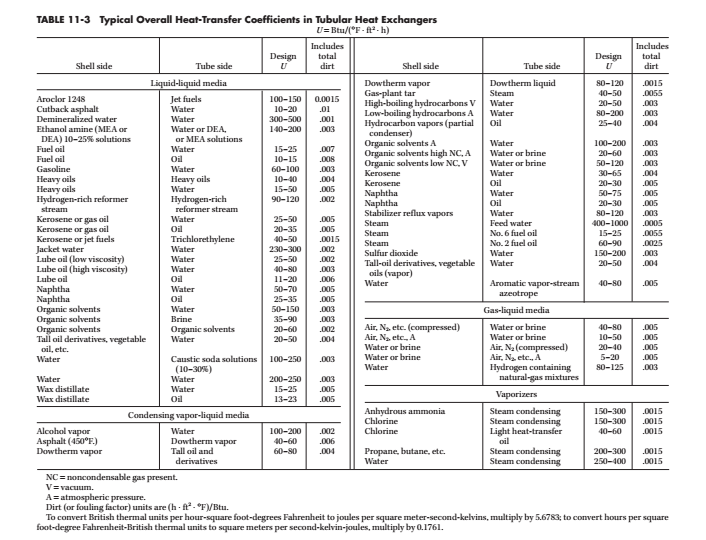 TABLE 11-3 Typical Overall Heat-Transfer Coefficients in Tubular Heat Exchangers
U = Btu/(°F · ft² · h)
Shell side Tube side Design U Includes total dirt
Liquid-liquid media
Aroclor 1248 Jet fuels 100–150 0.0015
Cutback asphalt Water 10–20 .01
Demineralized water Water 300–500 .001
Ethanol amine (MEA or Water or DEA, 140–200 .003
DEA) 10–25% solutions or MEA solutions
Fuel oil Water 15–25 .007
Fuel oil Oil 10–15 .008
Gasoline Water 60–100 .003
Heavy oils Heavy oils 10–40 .004
Heavy oils Water 15–50 .005
Hydrogen-rich reformer Hydrogen-rich 90–120 .002
stream reformer stream
Kerosene or gas oil Water 25–50 .005
Kerosene or gas oil Oil 20–35 .005
Kerosene or jet fuels Trichlorethylene 40–50 .0015
Jacket water Water 230–300 .002
Lube oil (low viscosity) Water 25–50 .002
Lube oil (high viscosity) Water 40–80 .003
Lube oil Oil 11–20 .006
Naphtha Water 50–70 .005
Naphtha Oil 25–35 .005
Organic solvents Water 50–150 .003
Organic solvents Brine 35–90 .003
Organic solvents Organic solvents 20–60 .002
Tall oil derivatives, vegetable Water 20–50 .004
oil, etc.
Water Caustic soda solutions 100–250 .003
(10–30%)
Water Water 200–250 .003
Wax distillate Water 15–25 .005
Wax distillate Oil 13–23 .005
Condensing vapor-liquid media
Alcohol vapor Water 100–200 .002
Asphalt (450°F.) Dowtherm vapor 40–60 .006
Dowtherm vapor Tall oil and 60–80 .004
derivatives
Shell side Tube side Design U Includes total dirt
Dowtherm vapor Dowtherm liquid 80–120 .0015
Gas-plant tar Steam 40–50 .0055
High-boiling hydrocarbons V Water 20–50 .003
Low-boiling hydrocarbons A Water 80–200 .003
Hydrocarbon vapors (partial Oil 25–40 .004
condenser)
Organic solvents A Water 100–200 .003
Organic solvents high NC, A Water or brine 20–60 .003
Organic solvents low NC, V Water or brine 50–120 .003
Kerosene Water 30–65 .004
Kerosene Oil 20–30 .005
Naphtha Water 50–75 .005
Naphtha Oil 20–30 .005
Stabilizer reflux vapors Water 80–120 .003
Steam Feed water 400–1000 .0005
Steam No. 6 fuel oil 15–25 .0055
Steam No. 2 fuel oil 60–90 .0025
Sulfur dioxide Water 150–200 .003
Tall-oil derivatives, vegetable Water 20–50 .004
oils (vapor)
Water Aromatic vapor-stream 40–80 .005
azeotrope
Gas-liquid media
Air, N₂, etc. (compressed) Water or brine 40–80 .005
Air, N₂, etc., A Water or brine 10–50 .005
Water or brine Air, N₂ (compressed) 20–40 .005
Water or brine Air, N₂, etc., A 5–20 .005
Water Hydrogen containing 80–125 .003
natural-gas mixtures
Vaporizers
Anhydrous ammonia Steam condensing 150–300 .0015
Chlorine Steam condensing 150–300 .0015
Chlorine Light heat-transfer 40–60 .0015
oil
Propane, butane, etc. Steam condensing 200–300 .0015
Water Steam condensing 250–400 .0015
NC = noncondensable gas present.
V = vacuum.
A = atmospheric pressure.
Dirt (or fouling factor) units are (h · ft² · °F)/Btu.
To convert British thermal units per hour-square foot-degrees Fahrenheit to joules per square meter-second-kelvins, multiply by 5.6783; to convert hours per square
foot-degree Fahrenheit-British thermal units to square meters per second-kelvin-joules, multiply by 0.1761.